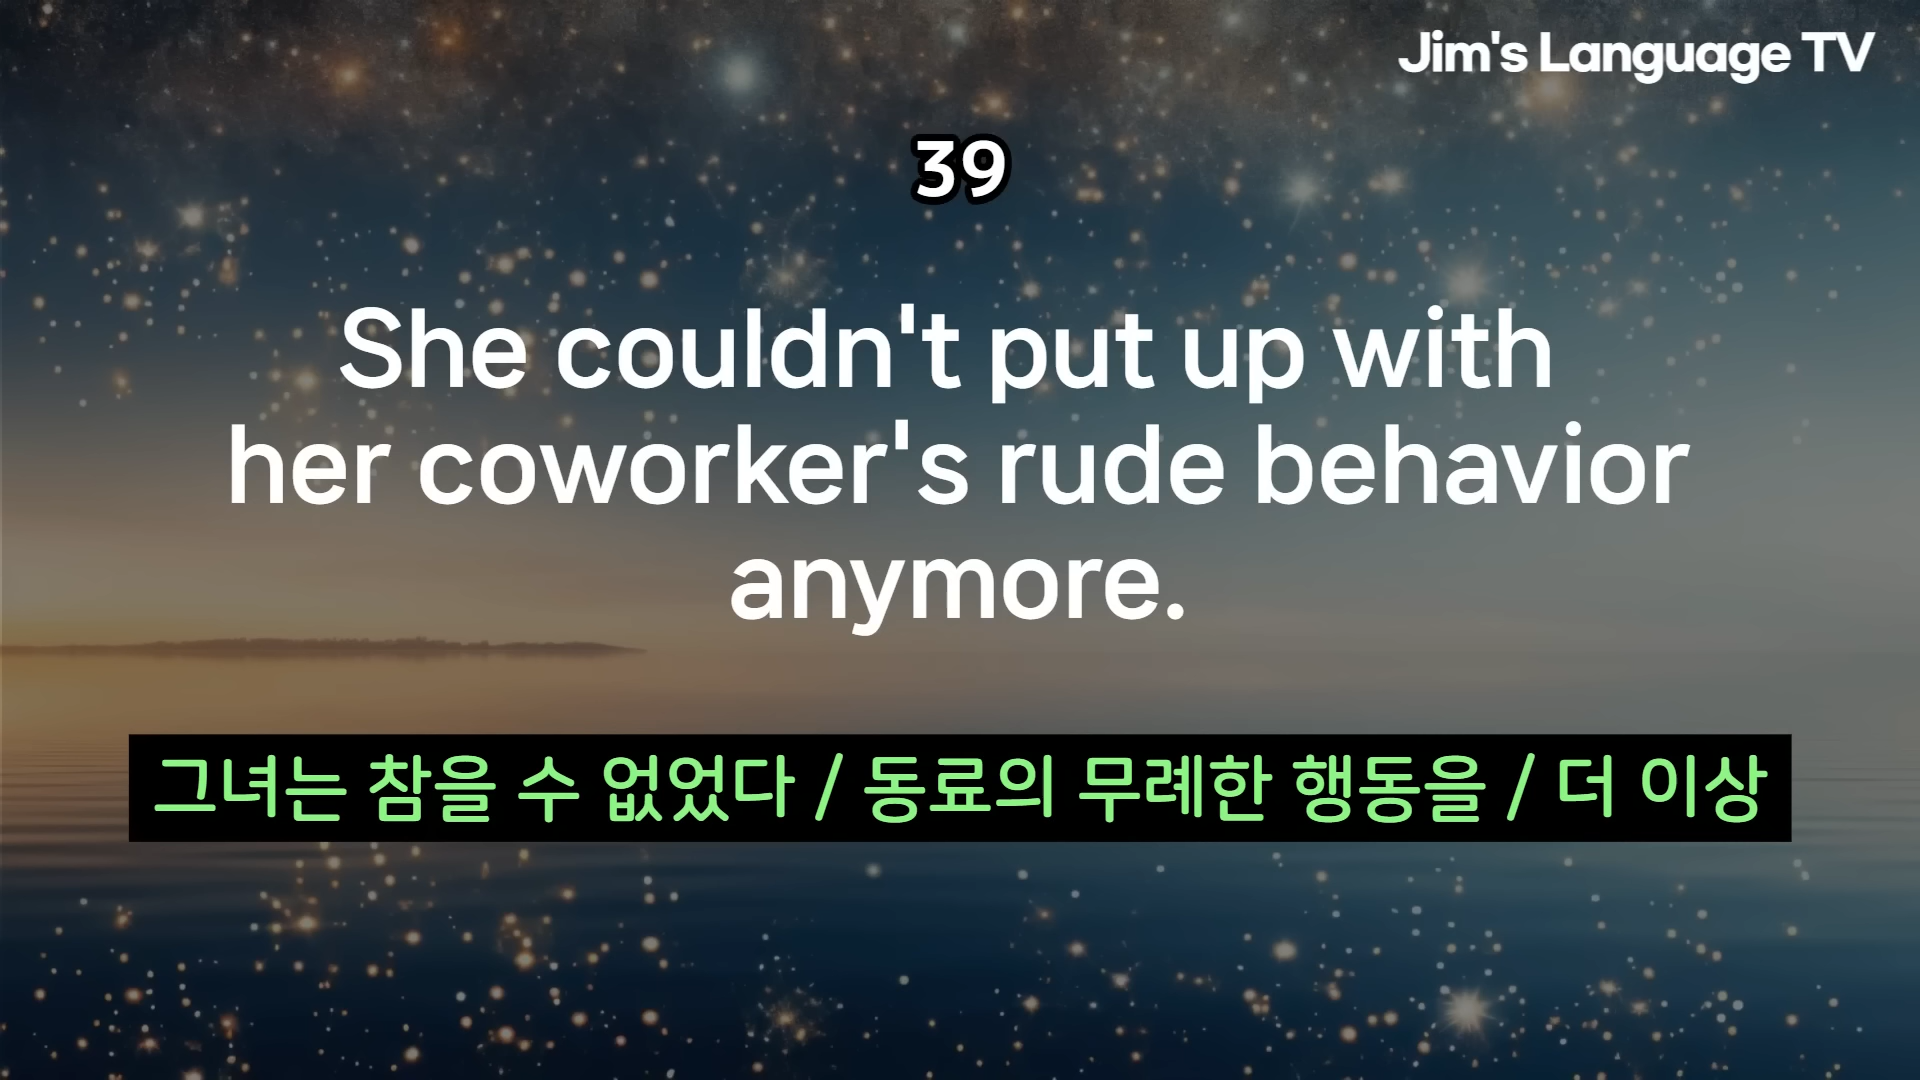 Jim's Language TV
39
She couldn't put up with
her coworker's rude behavior
anymore.
그녀는 참을 수 없었다 / 동료의 무례한 행동을 / 더 이상